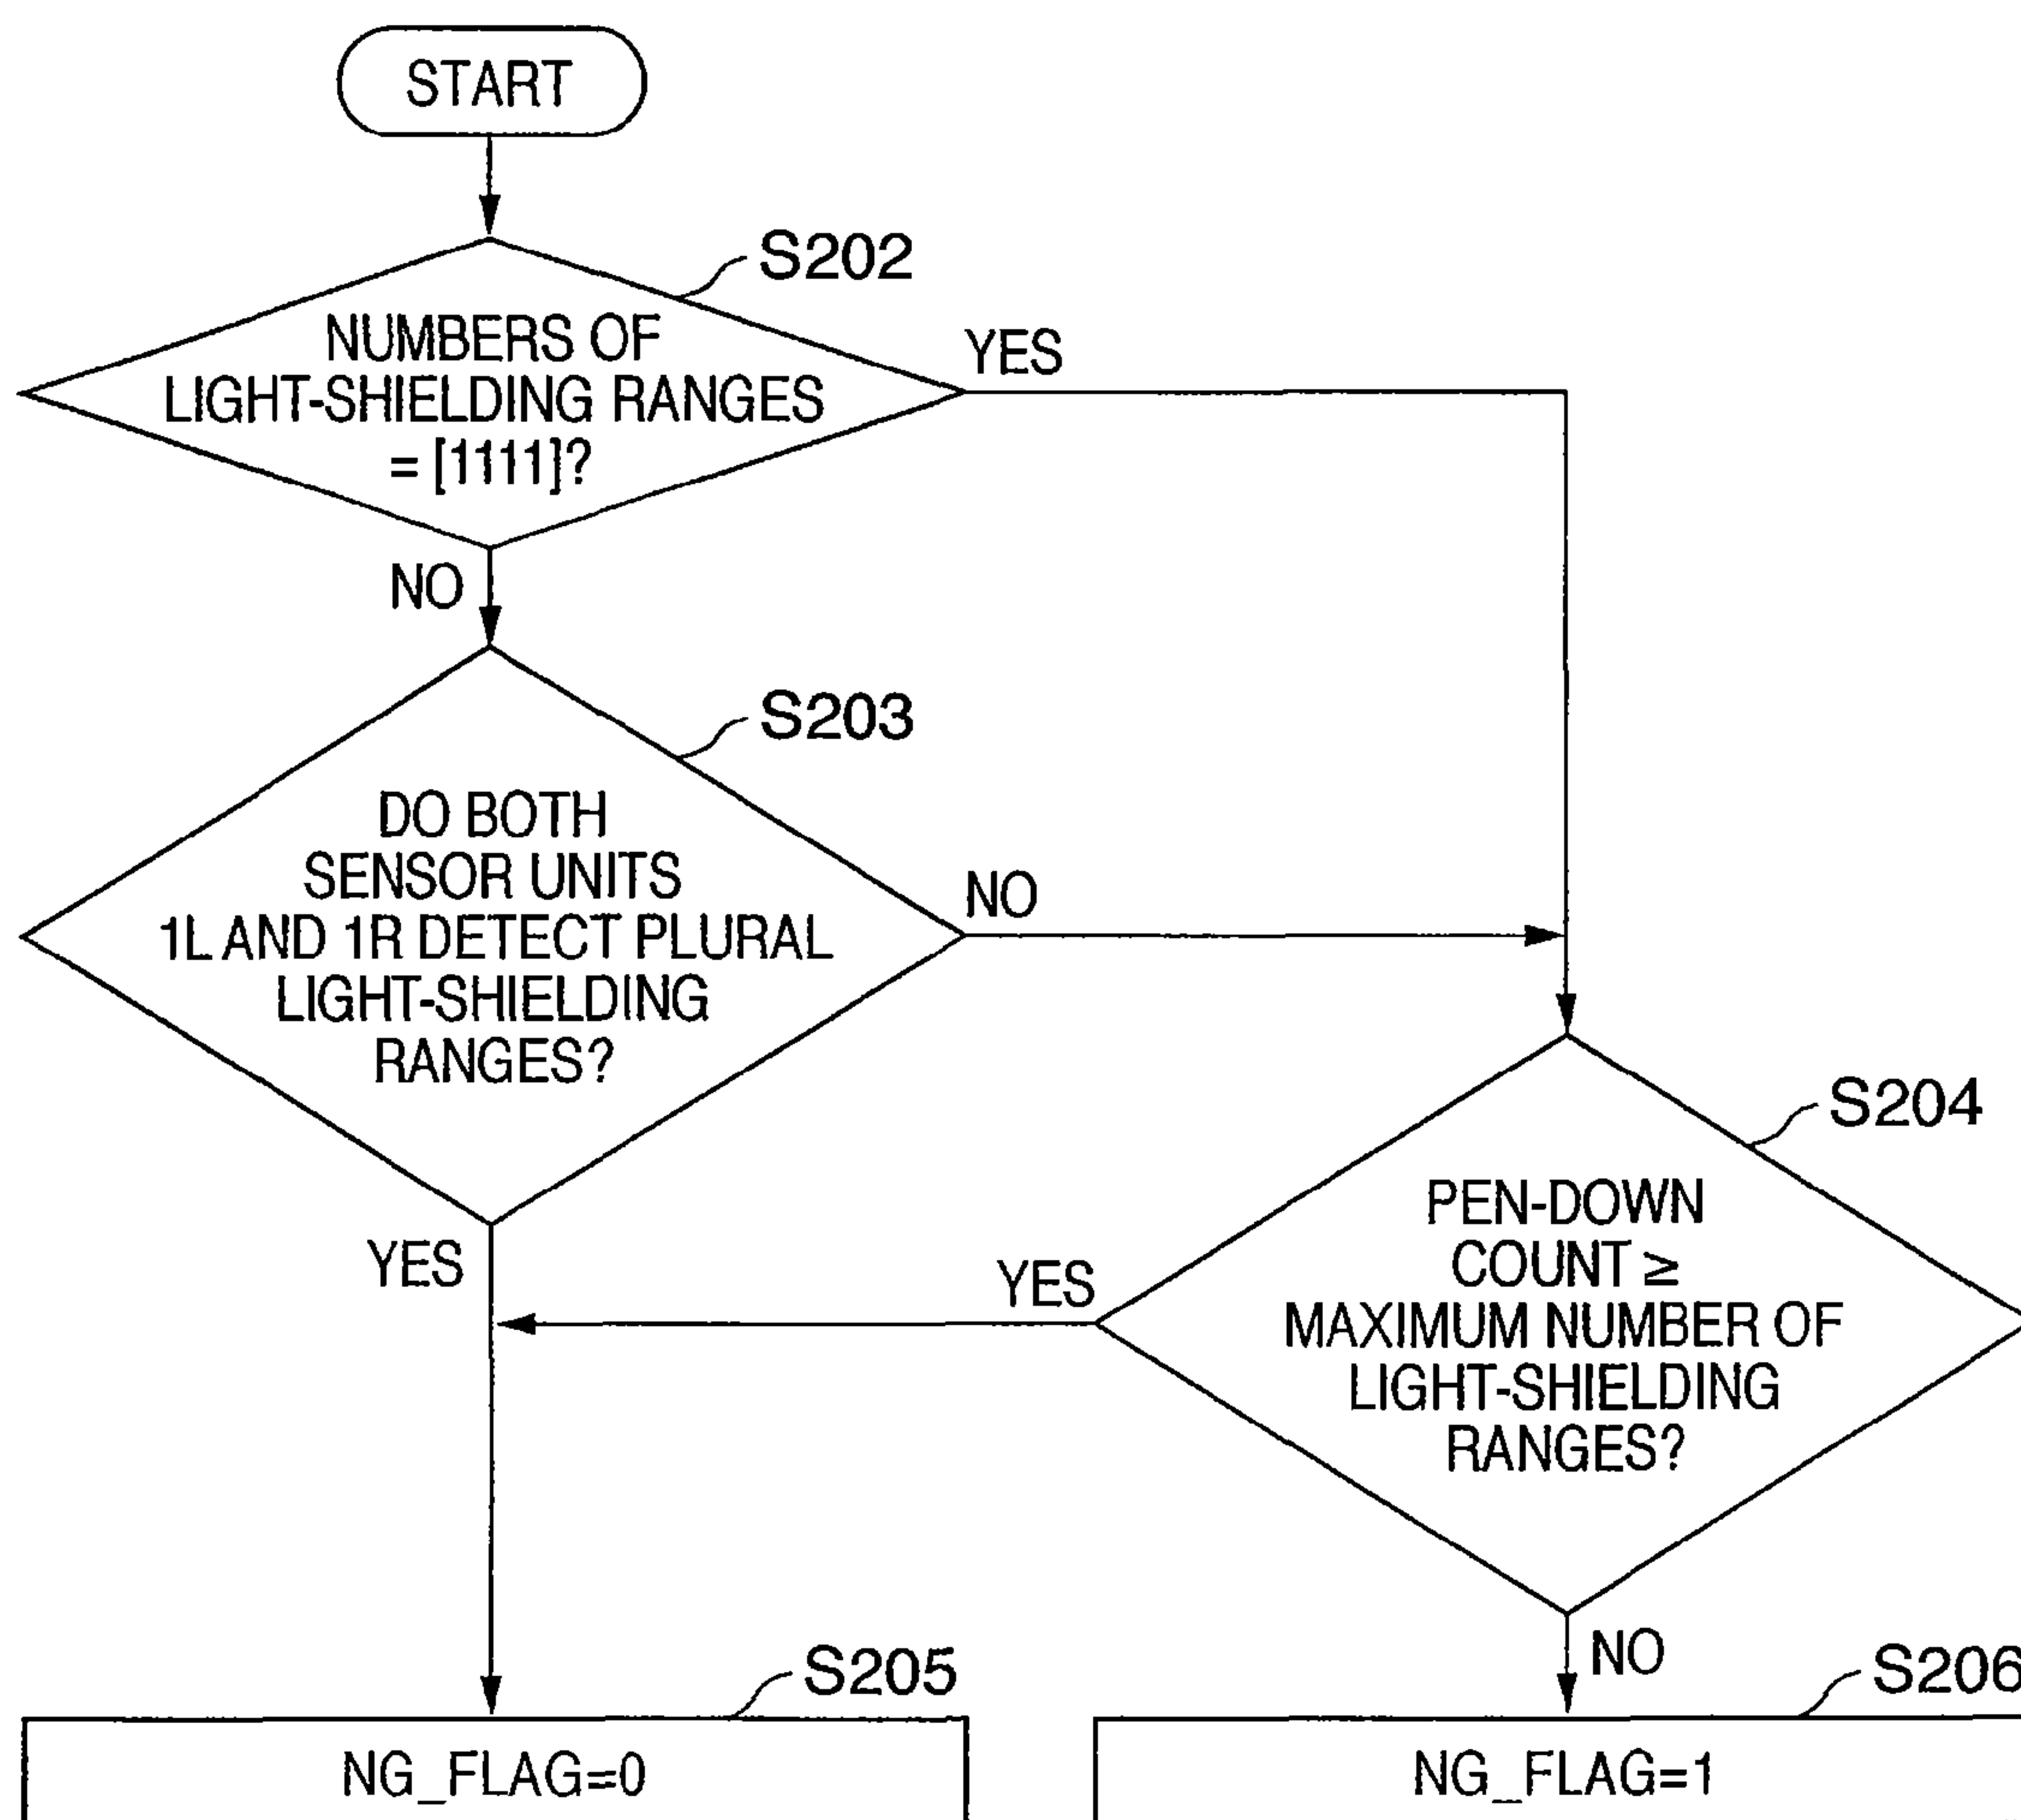 START
S202
NUMBERS OF
LIGHT-SHIELDING RANGES
= [1111]?
YES
NO
S203
DO BOTH
SENSOR UNITS
1L AND 1R DETECT PLURAL
LIGHT-SHIELDING
RANGES?
NO
YES
S204
PEN-DOWN
COUNT ≥
MAXIMUM NUMBER OF
LIGHT-SHIELDING
RANGES?
YES
NO
S205
NG_FLAG=0
S206
NG_FLAG=1